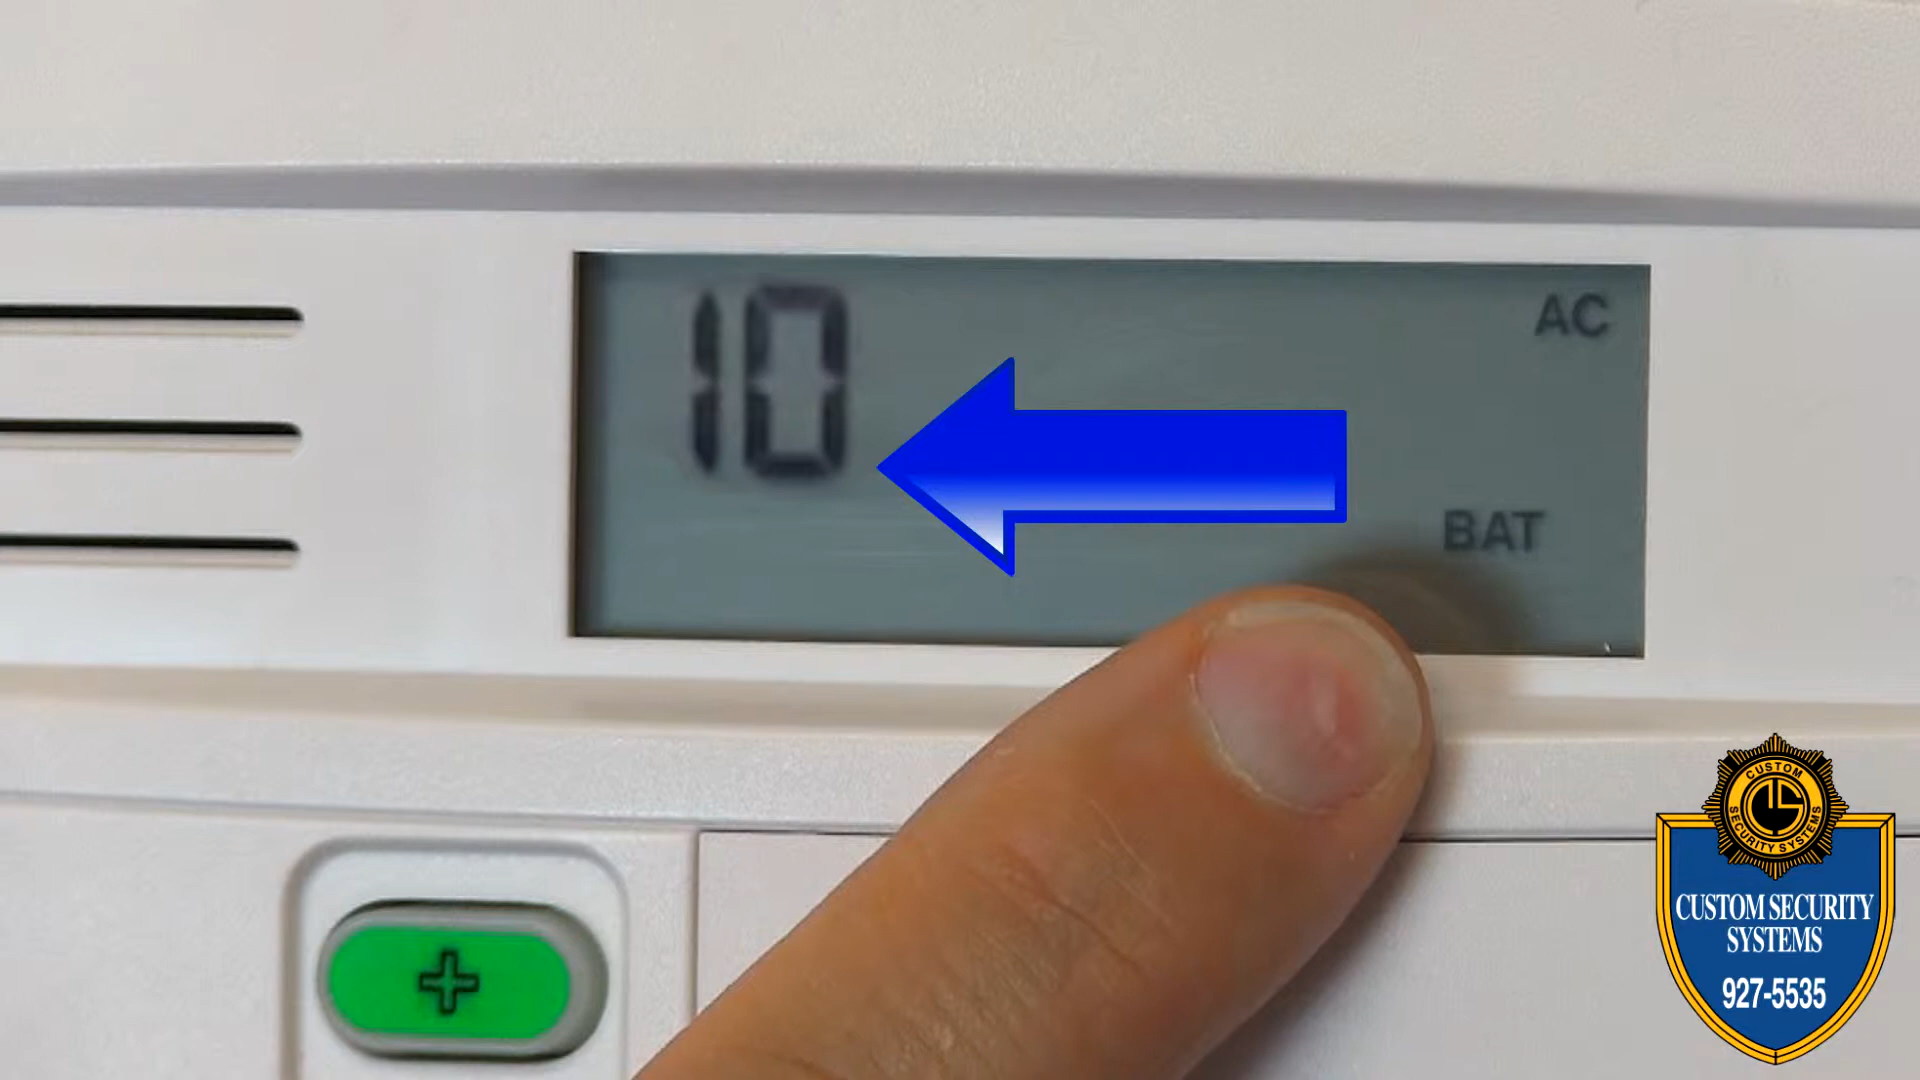 10
AC
BAT
CUSTOM
SECURITY SYSTEMS
CUSTOM SECURITY
SYSTEMS
927-5535